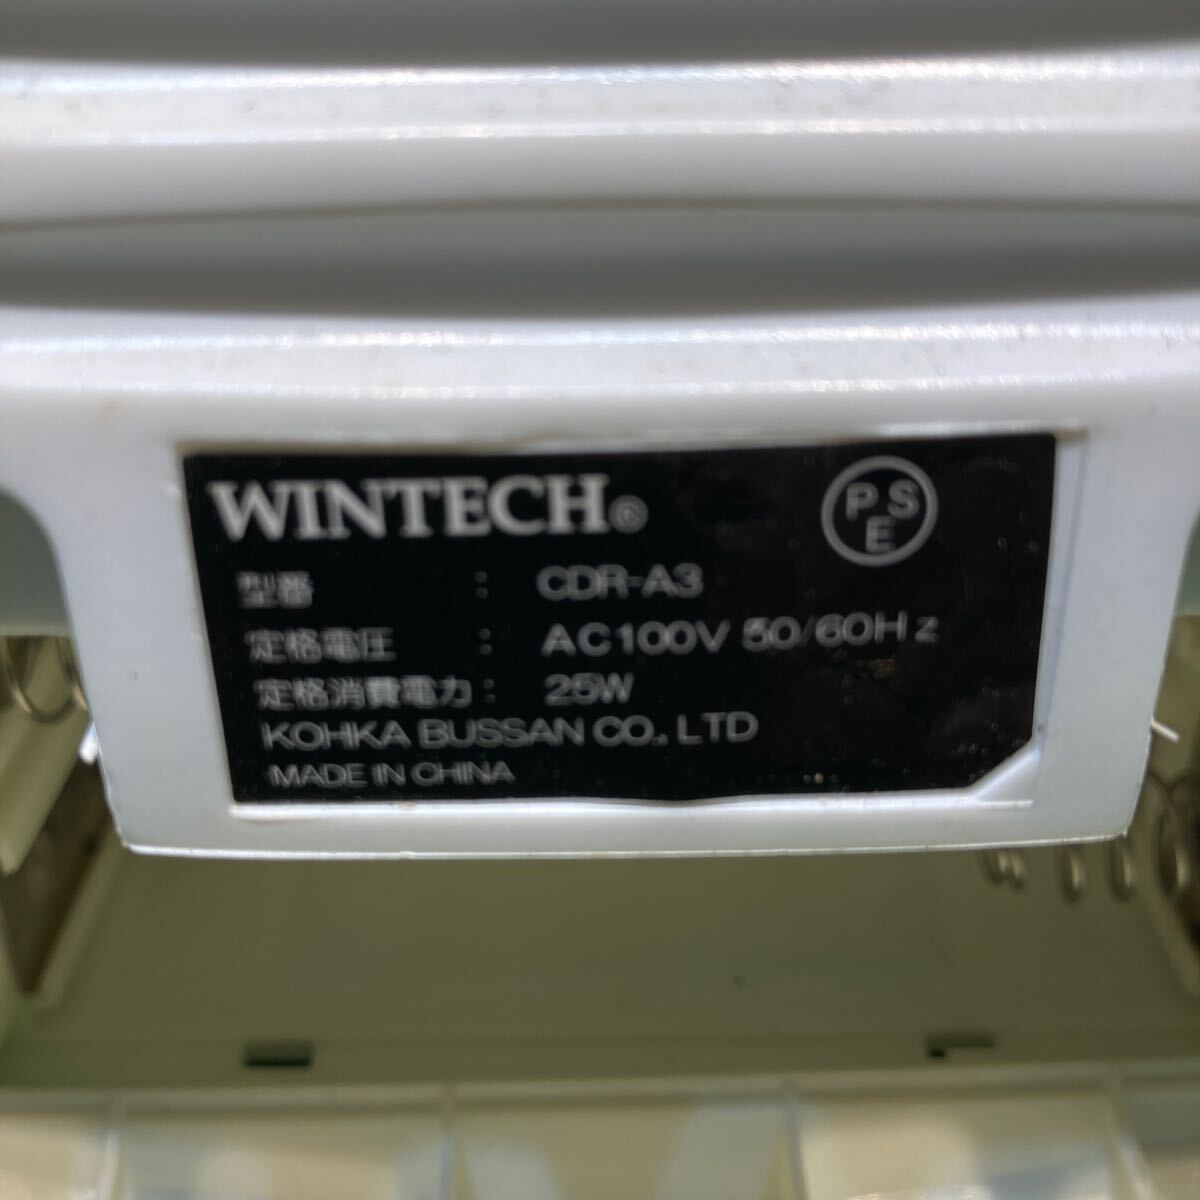 WINTECH©
PSE
型番 : CDR-A3
定格電圧 : AC100V 50/60Hz
定格消費電力 : 25W
KOHKA BUSSAN CO., LTD
MADE IN CHINA